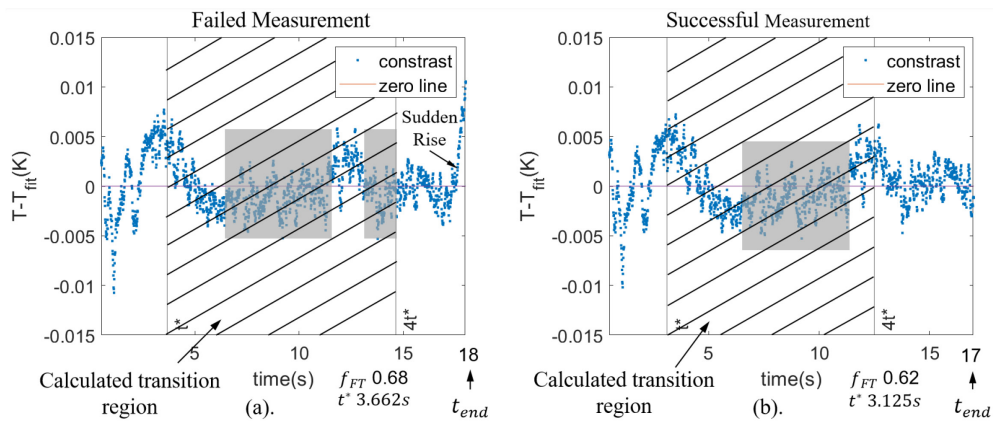 Failed Measurement
0.015
0.01
0.005
0
-0.005
-0.01
-0.015
T-T_fit(K)
constrast
zero line
Sudden
Rise
t*
4t*
5
10
15
18
time(s)
Calculated transition
region
f_FT 0.68
t* 3.662s
t_end
(a).
Successful Measurement
0.015
0.01
0.005
0
-0.005
-0.01
-0.015
T-T_fit(K)
constrast
zero line
t*
4t*
5
10
15
17
time(s)
Calculated transition
region
f_FT 0.62
t* 3.125s
t_end
(b).